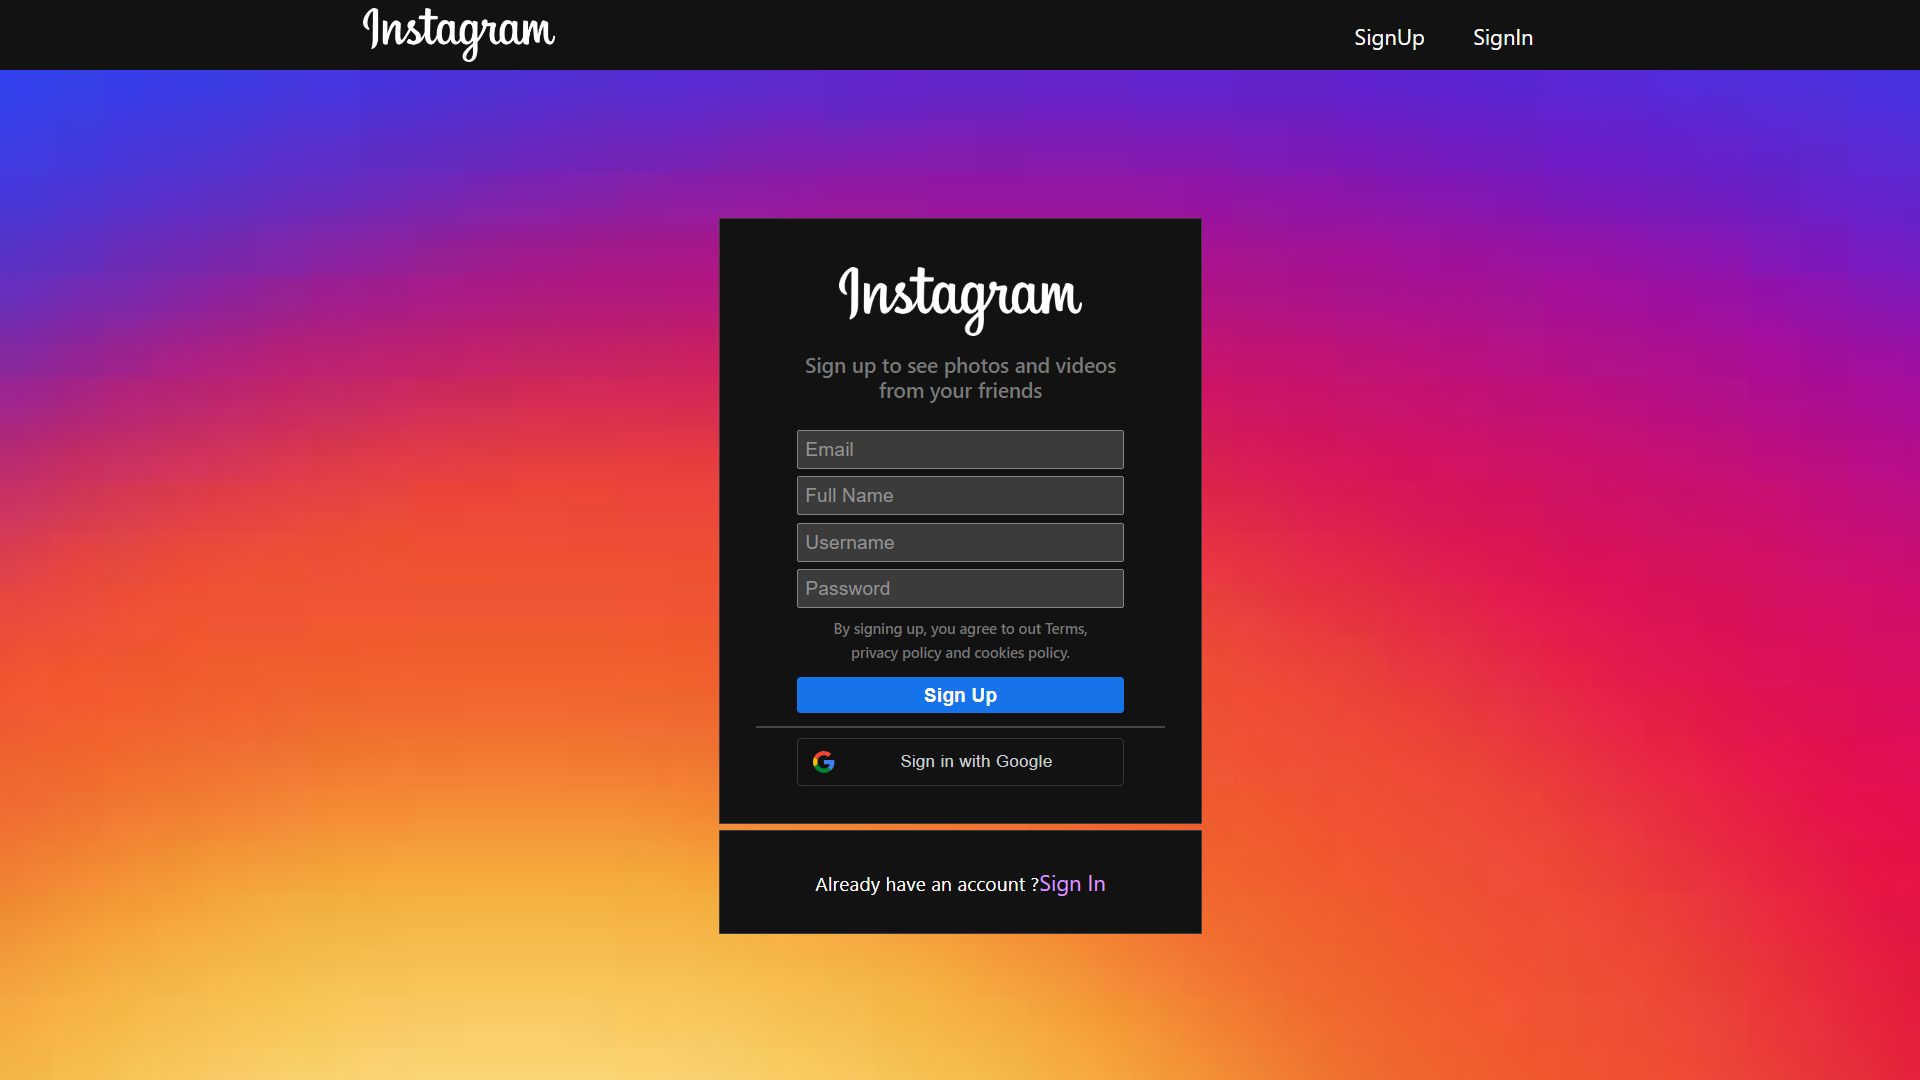 Instagram
SignUp
SignIn
Instagram
Sign up to see photos and videos
from your friends
Email
Full Name
Username
Password
By signing up, you agree to out Terms,
privacy policy and cookies policy.
Sign Up
Sign in with Google
Already have an account ?Sign In